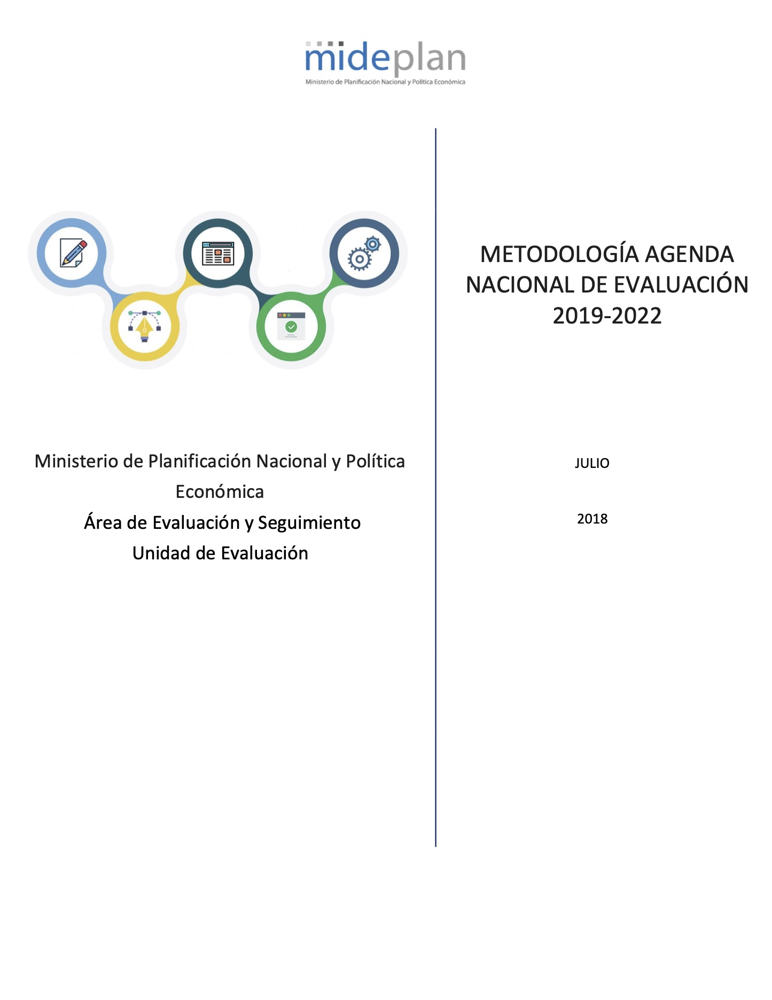 mideplan
Ministerio de Planificación Nacional y Política Económica
METODOLOGÍA AGENDA
NACIONAL DE EVALUACIÓN
2019-2022
Ministerio de Planificación Nacional y Política
Económica
Área de Evaluación y Seguimiento
Unidad de Evaluación
JULIO
2018